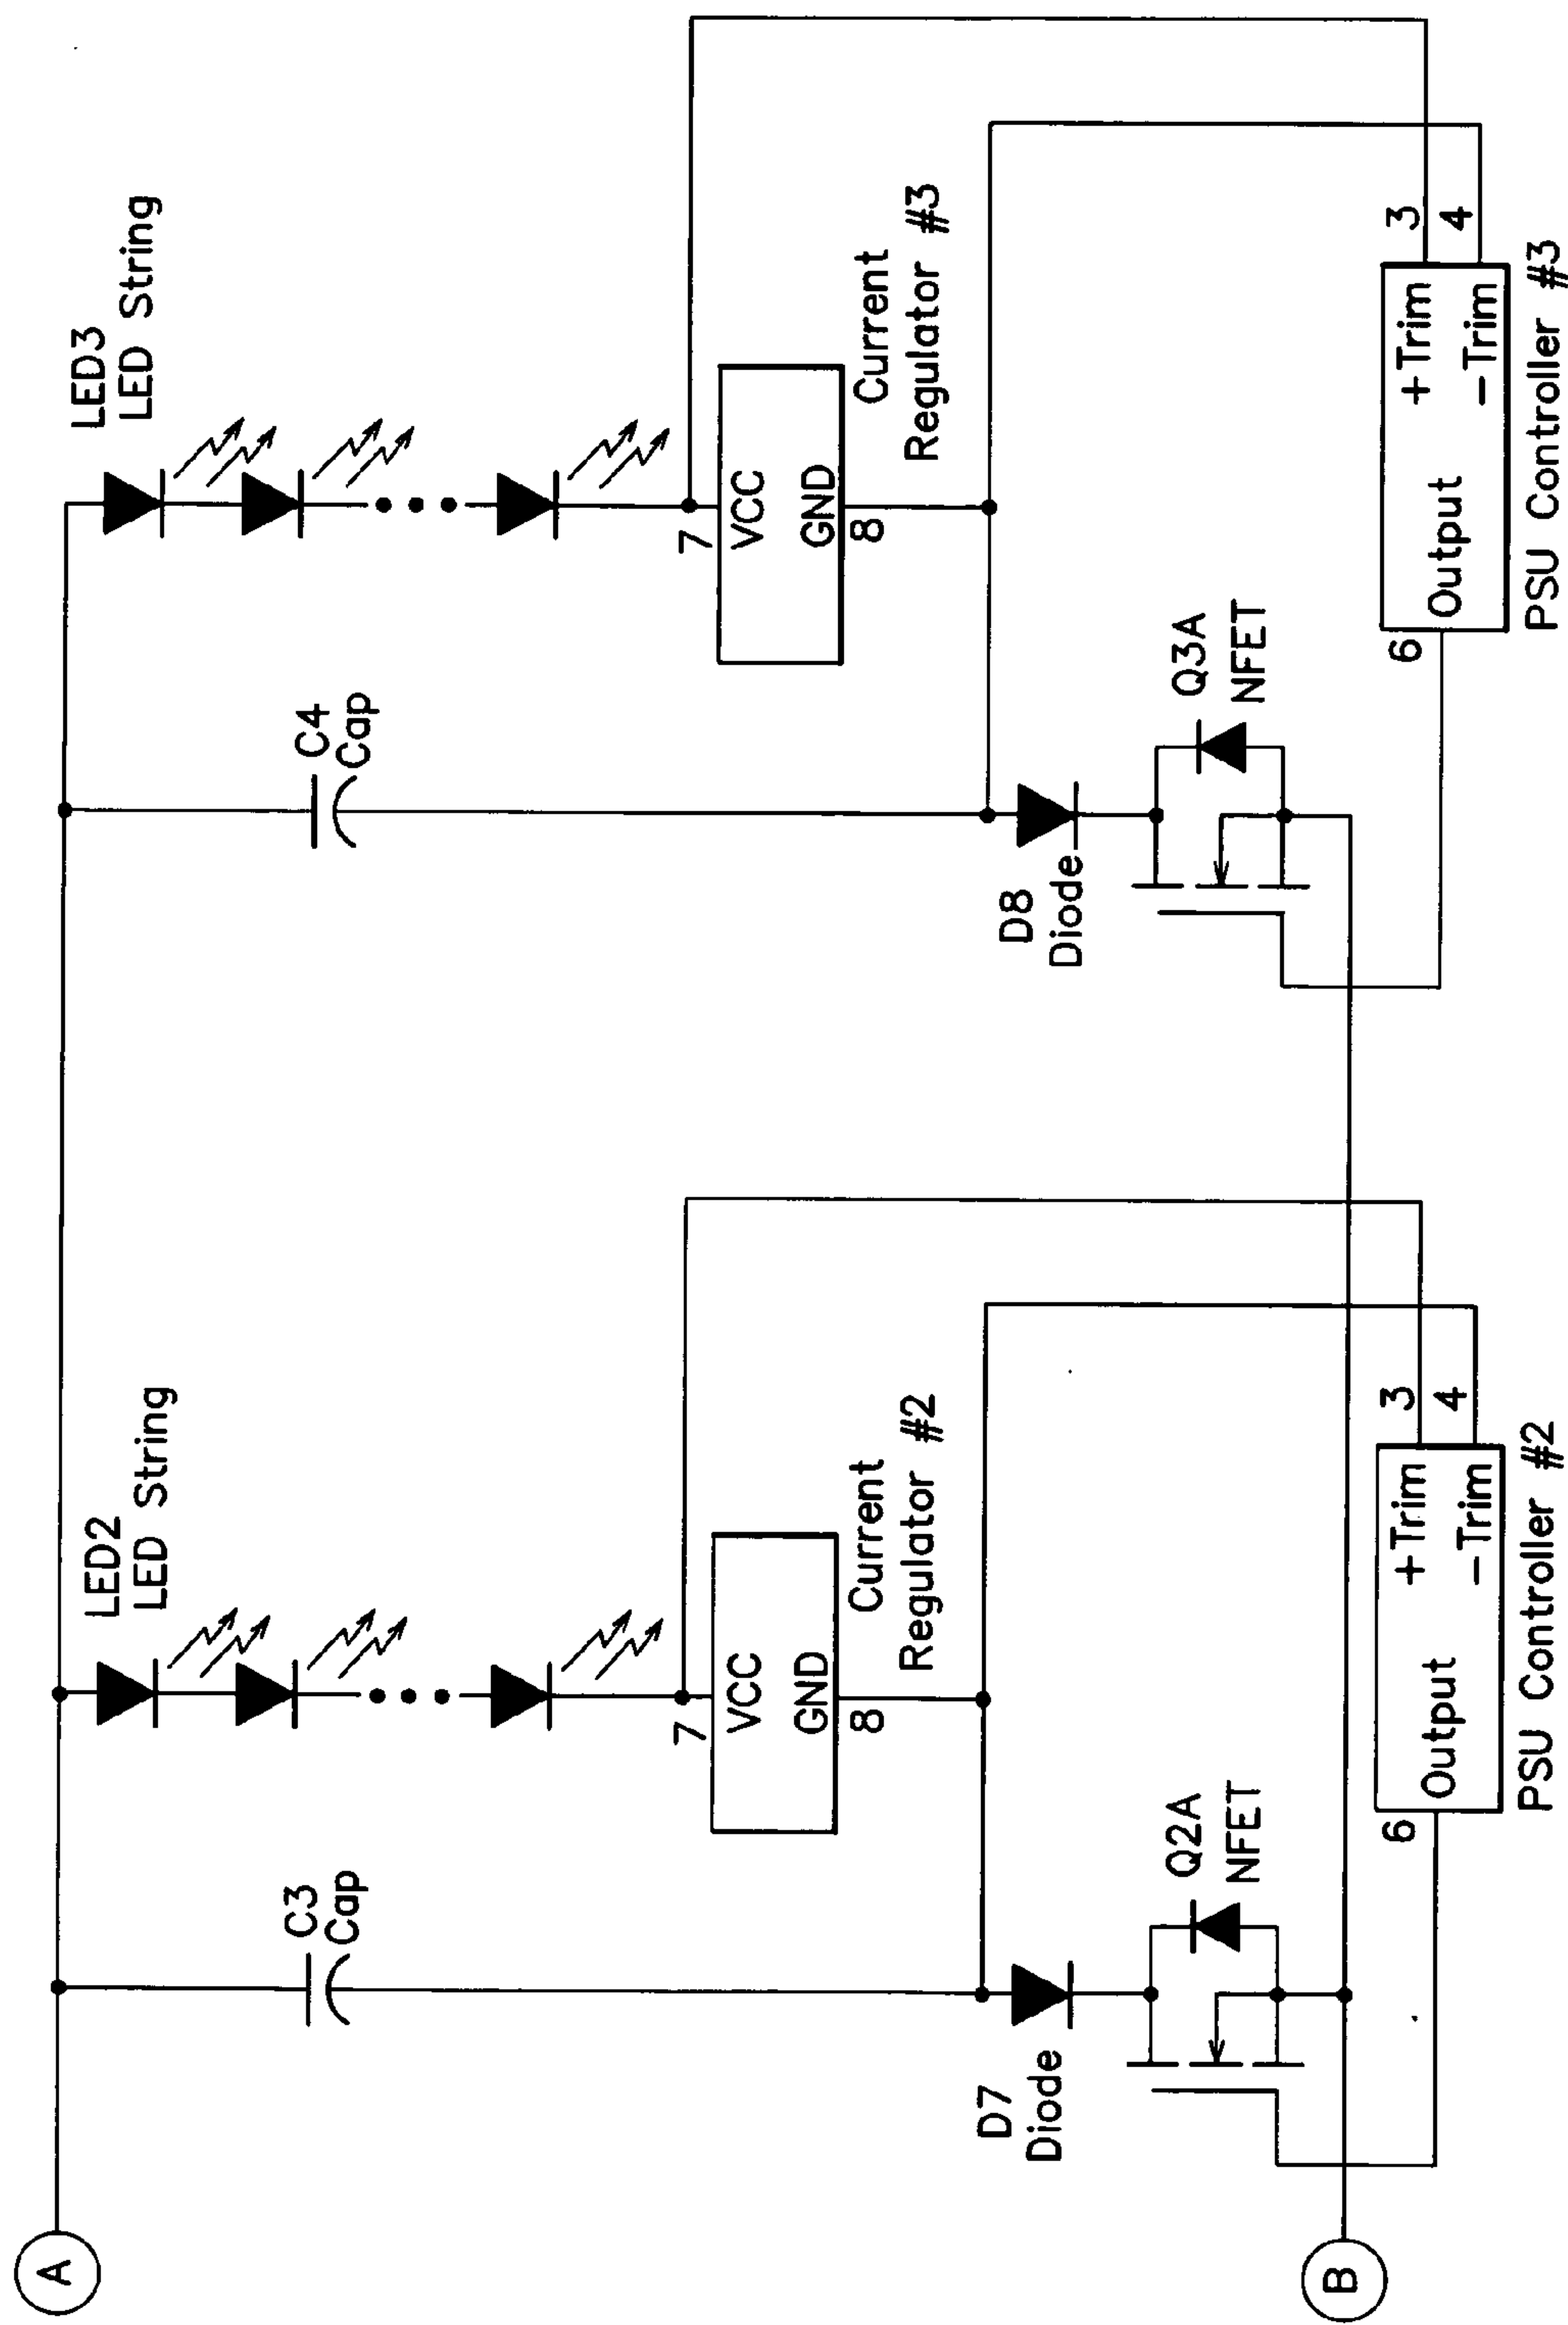 A
LED2
LED String
LED3
LED String
C3
Cap
C4
Cap
7
VCC
GND
8
Current
Regulator #2
7
VCC
GND
8
Current
Regulator #3
D7
Diode
Q2A
NFET
D8
Diode
Q3A
NFET
B
6
Output
+Trim
−Trim
3
4
PSU Controller #2
6
Output
+Trim
−Trim
3
4
PSU Controller #3